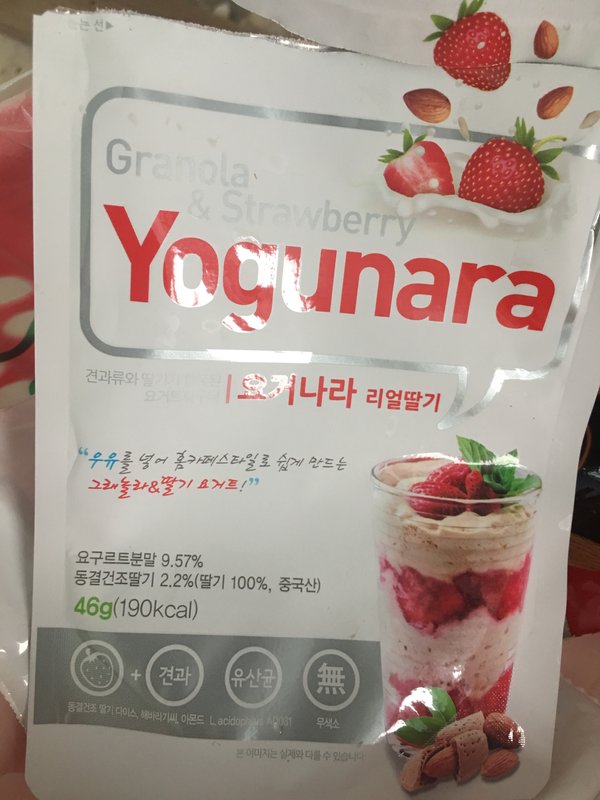 는 선▶
Granola
& Strawberry
Yogunara
견과류와 딸기가
요거나라 리얼딸기
“우유를 넣어 홈카페스타일로 쉽게 만드는
그래놀라&딸기 요거트!”
요구르트분말 9.57%
동결건조딸기 2.2%(딸기 100%, 중국산)
46g(190kcal)
+ 견과 유산균 無
동결건조 딸기 다이스, 해바라기씨, 아몬드 L.acidophilus AD031 무색소
본 이미지는 실제와 다를 수 있습니다